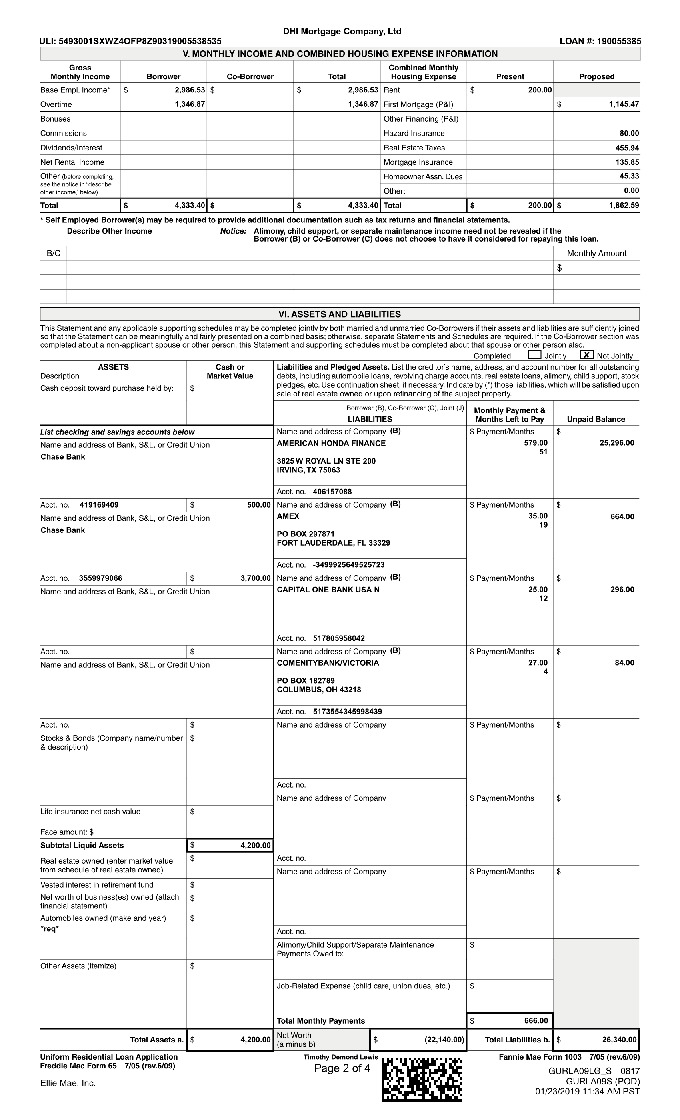 DHI Mortgage Company, Ltd
ULI: 5493001SXWZ4OFP8Z90319005538535 LOAN #: 190055385
V. MONTHLY INCOME AND COMBINED HOUSING EXPENSE INFORMATION
Gross Monthly Income Borrower Co-Borrower Total Combined Monthly Housing Expense Present Proposed
Base Empl. Income* $ 2,986.53 $ $ 2,986.53 Rent $ 200.00
Overtime 1,346.87 1,346.87 First Mortgage (P&I) $ 1,145.47
Bonuses Other Financing (P&I)
Commissions Hazard Insurance 80.00
Dividends/Interest Real Estate Taxes 455.94
Net Rental Income Mortgage Insurance 135.85
Other (before completing, see the notice in "describe other income," below) Homeowner Assn. Dues 45.33
Other: 0.00
Total $ 4,333.40 $ $ 4,333.40 Total $ 200.00 $ 1,862.59
* Self Employed Borrower(s) may be required to provide additional documentation such as tax returns and financial statements.
Describe Other Income Notice: Alimony, child support, or separate maintenance income need not be revealed if the
Borrower (B) or Co-Borrower (C) does not choose to have it considered for repaying this loan.
B/C Monthly Amount
$
VI. ASSETS AND LIABILITIES
This Statement and any applicable supporting schedules may be completed jointly by both married and unmarried Co-Borrowers if their assets and liabilities are sufficiently joined
so that the Statement can be meaningfully and fairly presented on a combined basis; otherwise, separate Statements and Schedules are required. If the Co-Borrower section was
completed about a non-applicant spouse or other person, this Statement and supporting schedules must be completed about that spouse or other person also.
Completed Jointly X Not Jointly
ASSETS Cash or Market Value
Description
Cash deposit toward purchase held by: $
Liabilities and Pledged Assets. List the creditor's name, address, and account number for all outstanding
debts, including automobile loans, revolving charge accounts, real estate loans, alimony, child support, stock
pledges, etc. Use continuation sheet, if necessary. Indicate by (*) those liabilities, which will be satisfied upon
sale of real estate owned or upon refinancing of the subject property.
Borrower (B), Co-Borrower (C), Joint (J)
LIABILITIES Monthly Payment & Months Left to Pay Unpaid Balance
List checking and savings accounts below Name and address of Company (B) $ Payment/Months $
Name and address of Bank, S&L, or Credit Union AMERICAN HONDA FINANCE 579.00 25,296.00
Chase Bank 51
3825 W ROYAL LN STE 200
IRVING, TX 75063
Acct. no. 406157088
Acct. no. 419169409 $ 500.00 Name and address of Company (B) $ Payment/Months $
Name and address of Bank, S&L, or Credit Union AMEX 35.00 664.00
Chase Bank 19
PO BOX 297871
FORT LAUDERDALE, FL 33329
Acct. no. -3499925649525723
Acct. no. 3559979066 $ 3,700.00 Name and address of Company (B) $ Payment/Months $
Name and address of Bank, S&L, or Credit Union CAPITAL ONE BANK USA N 25.00 296.00
12
Acct. no. 517805958042
Acct. no. $ Name and address of Company (B) $ Payment/Months $
Name and address of Bank, S&L, or Credit Union COMENITYBANK/VICTORIA 27.00 84.00
4
PO BOX 182789
COLUMBUS, OH 43218
Acct. no. 5173554345998439
Acct. no. $ Name and address of Company $ Payment/Months $
Stocks & Bonds (Company name/number $
& description)
Acct. no.
Name and address of Company $ Payment/Months $
Life insurance net cash value $
Face amount: $
Subtotal Liquid Assets $ 4,200.00
Real estate owned (enter market value $ Acct. no.
from schedule of real estate owned) Name and address of Company $ Payment/Months $
Vested interest in retirement fund $
Net worth of business(es) owned (attach $
financial statement)
Automobiles owned (make and year) $
*req*
Acct. no.
Alimony/Child Support/Separate Maintenance $
Payments Owed to:
Other Assets (itemize) $
Job-Related Expense (child care, union dues, etc.) $
Total Monthly Payments $ 666.00
Total Assets a. $ 4,200.00 Net Worth (a minus b) $ (22,140.00) Total Liabilities b. $ 26,340.00
Uniform Residential Loan Application Timothy Demond Lewis Fannie Mae Form 1003 7/05 (rev.6/09)
Freddie Mac Form 65 7/05 (rev.6/09) Page 2 of 4
GURLA09LG_S 0817
Ellie Mae, Inc. GURLA09S (POD)
01/23/2019 11:34 AM PST